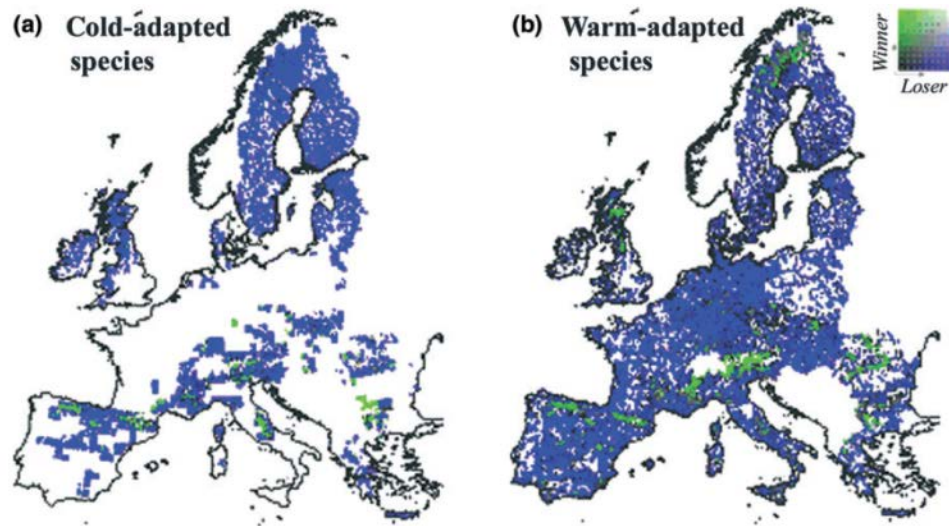 (a) Cold-adapted
species
(b) Warm-adapted
species
Winner
Loser